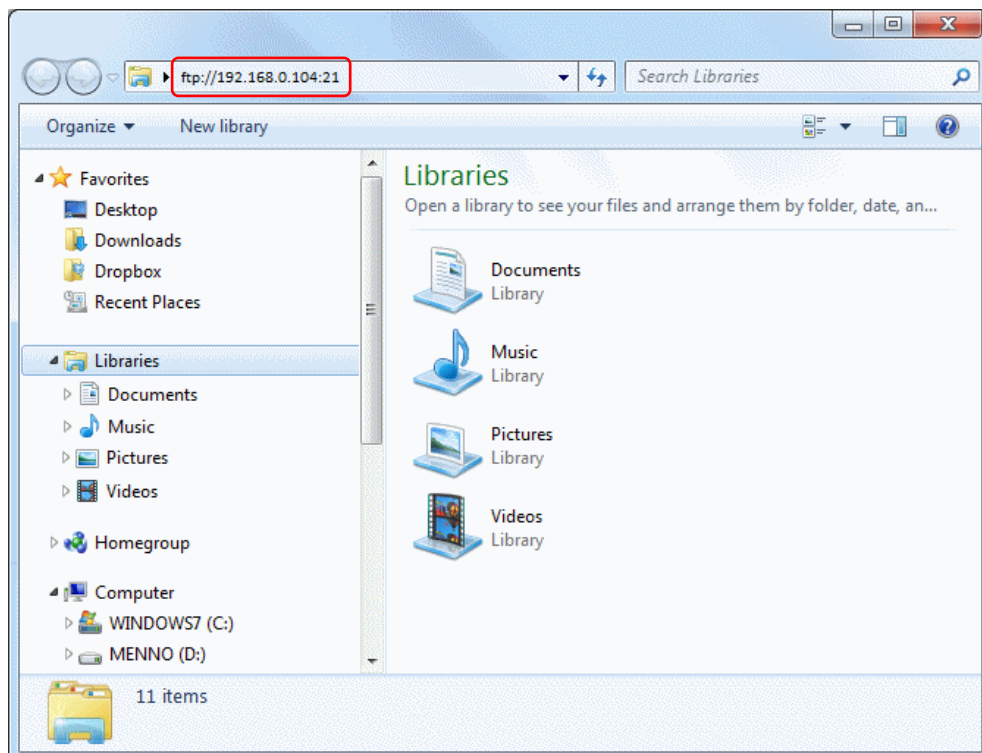 ftp://192.168.0.104:21
Search Libraries
Organize
New library
Favorites
Desktop
Downloads
Dropbox
Recent Places
Libraries
Documents
Music
Pictures
Videos
Homegroup
Computer
WINDOWS7 (C:)
MENNO (D:)
Libraries
Open a library to see your files and arrange them by folder, date, an...
Documents
Library
Music
Library
Pictures
Library
Videos
Library
11 items